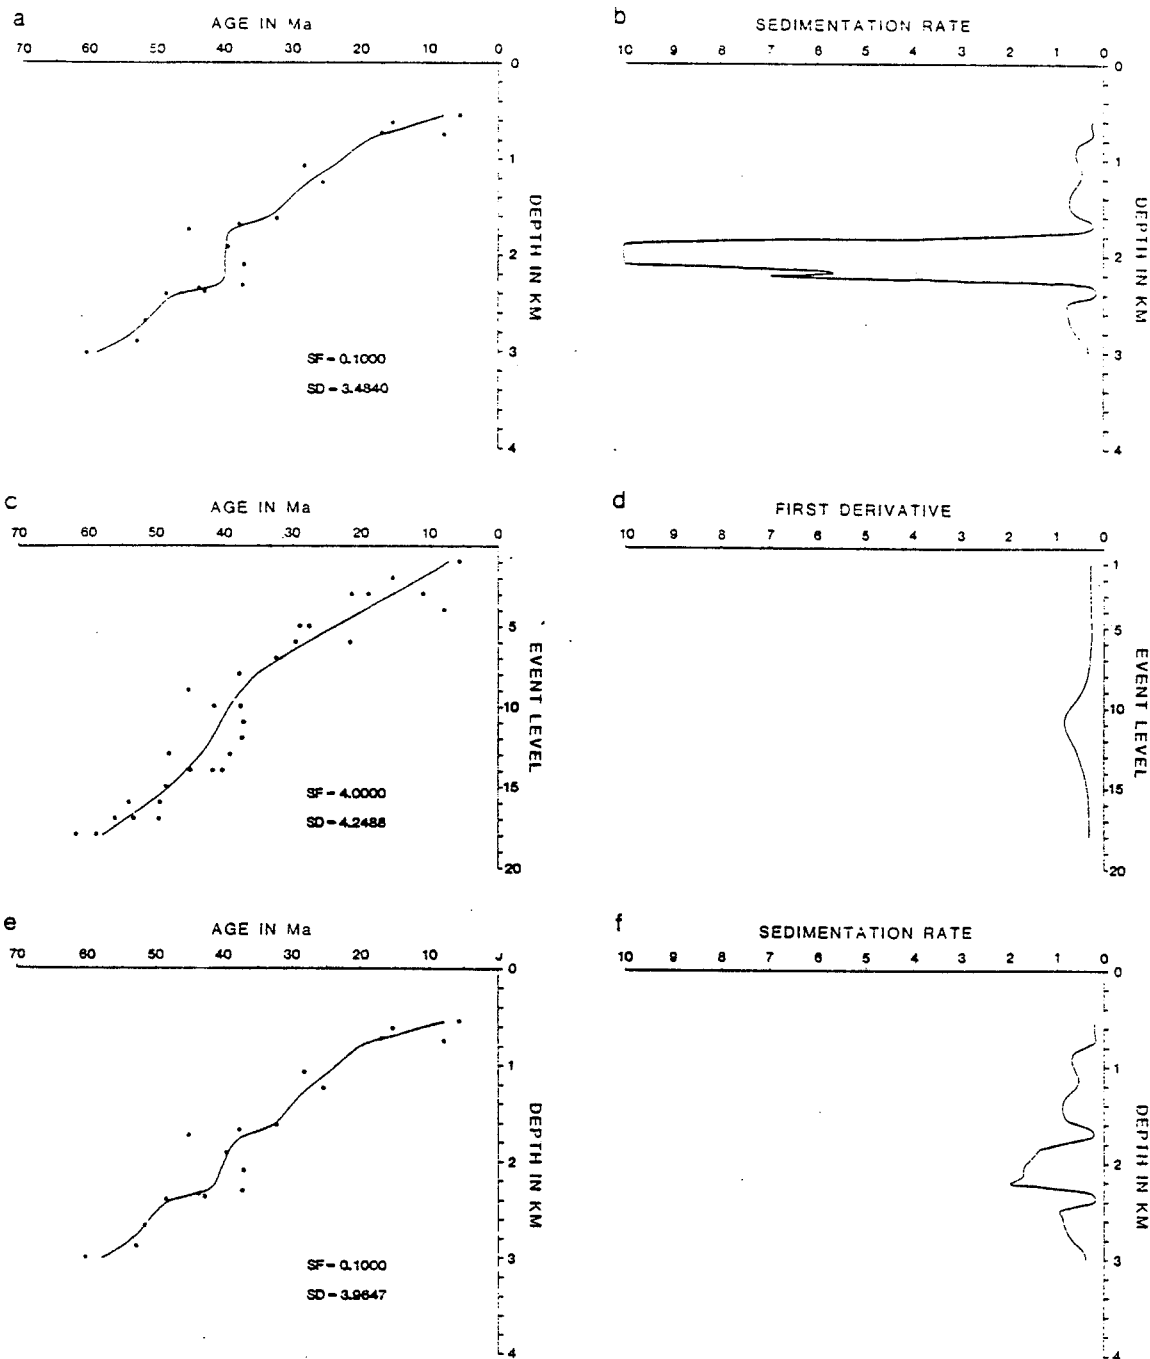 a
AGE IN Ma
70 60 50 40 30 20 10 0
0
1
2
3
4
DEPTH IN KM
SF = 0.1000
SD = 3.4840
b
SEDIMENTATION RATE
10 9 8 7 6 5 4 3 2 1 0
0
1
2
3
4
DEPTH IN KM
c
AGE IN Ma
70 60 50 40 30 20 10 0
1
5
10
15
20
EVENT LEVEL
SF = 4.0000
SD = 4.2488
d
FIRST DERIVATIVE
10 9 8 7 6 5 4 3 2 1 0
1
5
10
15
20
EVENT LEVEL
e
AGE IN Ma
70 60 50 40 30 20 10
0
1
2
3
4
DEPTH IN KM
SF = 0.1000
SD = 3.9647
f
SEDIMENTATION RATE
10 9 8 7 6 5 4 3 2 1 0
0
1
2
3
4
DEPTH IN KM